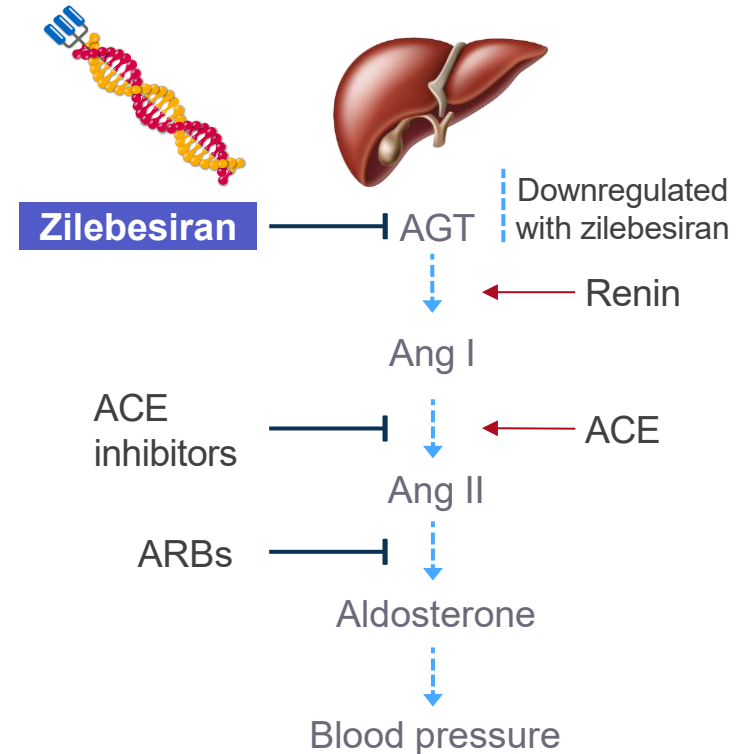 Zilebesiran
AGT
Downregulated
with zilebesiran
Renin
Ang I
ACE
inhibitors
ACE
Ang II
ARBs
Aldosterone
Blood pressure